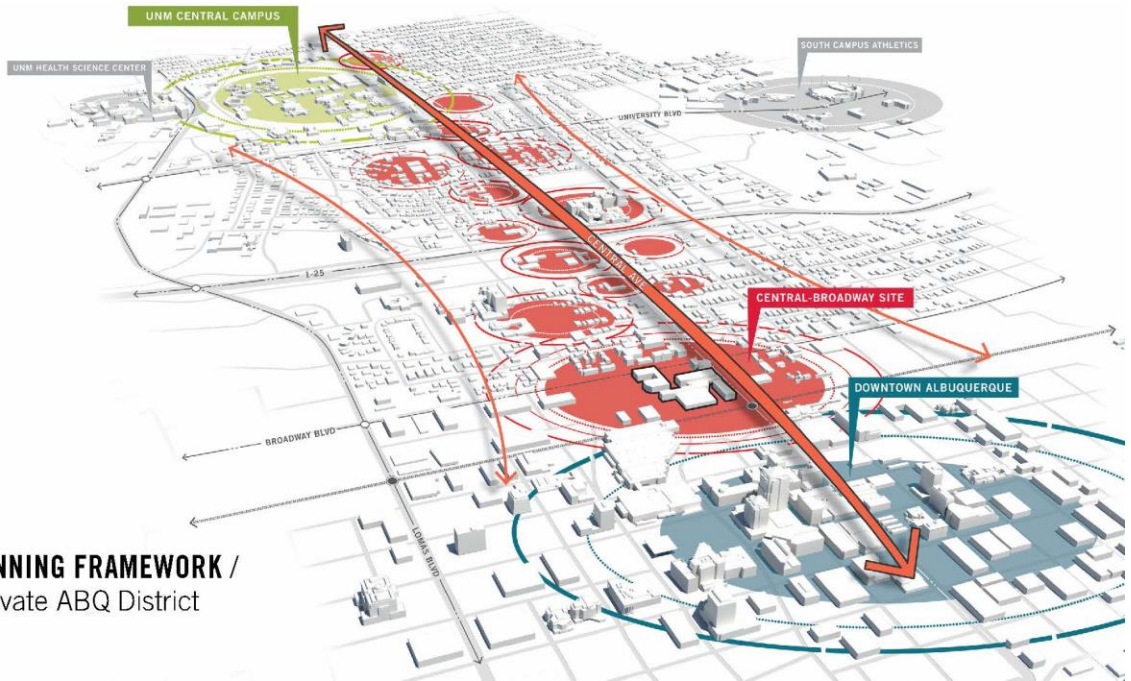 UNM CENTRAL CAMPUS
SOUTH CAMPUS ATHLETICS
UNM HEALTH SCIENCE CENTER
UNIVERSITY BLVD
CENTRAL AVE
I-25
CENTRAL-BROADWAY SITE
DOWNTOWN ALBUQUERQUE
BROADWAY BLVD
LOMAS BLVD
NNING FRAMEWORK /
vate ABQ District